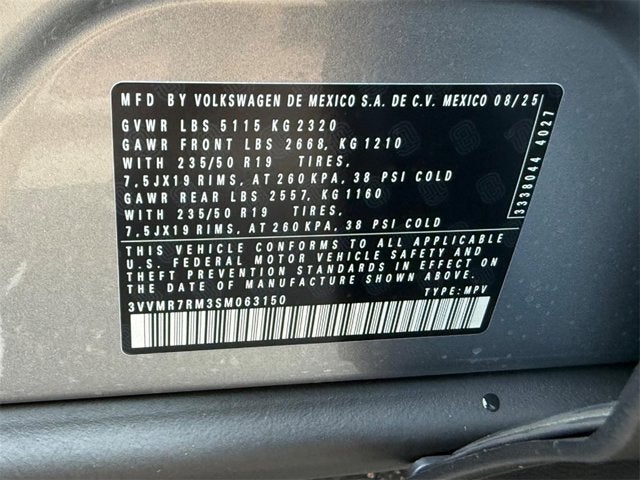 MFD BY VOLKSWAGEN DE MEXICO S.A. DE C.V. MEXICO 08/25
GVWR LBS 5115 KG 2320
GAWR FRONT LBS 2668, KG 1210
WITH 235/50 R19 TIRES,
7,5JX19 RIMS, AT 260 KPA, 38 PSI COLD
GAWR REAR LBS 2557, KG 1160
WITH 235/50 R19 TIRES,
7,5JX19 RIMS, AT 260 KPA, 38 PSI COLD
THIS VEHICLE CONFORMS TO ALL APPLICABLE
U.S. FEDERAL MOTOR VEHICLE SAFETY AND
THEFT PREVENTION STANDARDS IN EFFECT ON
DATE OF MANUFACTURE SHOWN ABOVE.
3VVMR7RM3SM063150 TYPE: MPV
3338044 4027